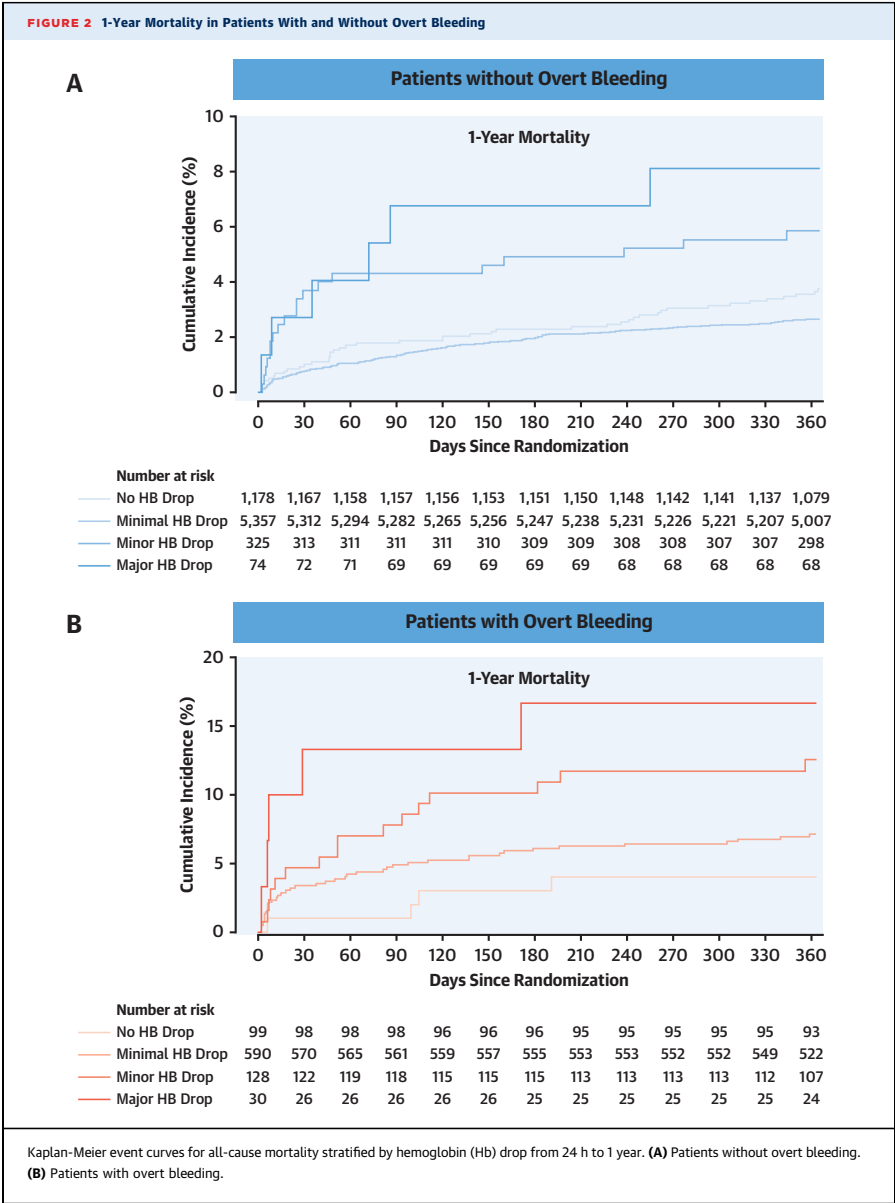 FIGURE 2 1-Year Mortality in Patients With and Without Overt Bleeding
A
Patients without Overt Bleeding
1-Year Mortality
Cumulative Incidence (%)
10
8
6
4
2
0
0 30 60 90 120 150 180 210 240 270 300 330 360
Days Since Randomization
Number at risk
No HB Drop 1,178 1,167 1,158 1,157 1,156 1,153 1,151 1,150 1,148 1,142 1,141 1,137 1,079
Minimal HB Drop 5,357 5,312 5,294 5,282 5,265 5,256 5,247 5,238 5,231 5,226 5,221 5,207 5,007
Minor HB Drop 325 313 311 311 311 310 309 309 308 308 307 307 298
Major HB Drop 74 72 71 69 69 69 69 69 68 68 68 68 68
B
Patients with Overt Bleeding
1-Year Mortality
Cumulative Incidence (%)
20
15
10
5
0
0 30 60 90 120 150 180 210 240 270 300 330 360
Days Since Randomization
Number at risk
No HB Drop 99 98 98 98 96 96 96 95 95 95 95 95 93
Minimal HB Drop 590 570 565 561 559 557 555 553 553 552 552 549 522
Minor HB Drop 128 122 119 118 115 115 115 113 113 113 113 112 107
Major HB Drop 30 26 26 26 26 26 25 25 25 25 25 25 24
Kaplan-Meier event curves for all-cause mortality stratified by hemoglobin (Hb) drop from 24 h to 1 year. (A) Patients without overt bleeding.
(B) Patients with overt bleeding.